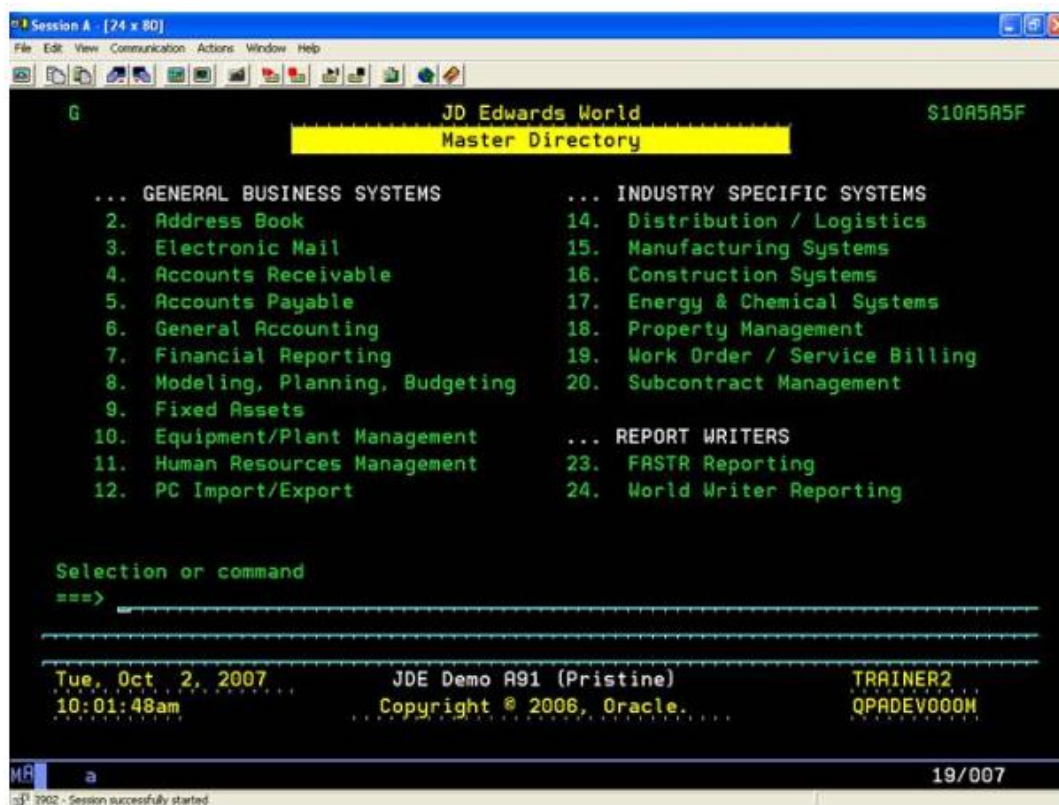 Session A - [24 x 80]
File Edit View Communication Actions Window Help
G JD Edwards World S10A5A5F
Master Directory
... GENERAL BUSINESS SYSTEMS ... INDUSTRY SPECIFIC SYSTEMS
2. Address Book 14. Distribution / Logistics
3. Electronic Mail 15. Manufacturing Systems
4. Accounts Receivable 16. Construction Systems
5. Accounts Payable 17. Energy & Chemical Systems
6. General Accounting 18. Property Management
7. Financial Reporting 19. Work Order / Service Billing
8. Modeling, Planning, Budgeting 20. Subcontract Management
9. Fixed Assets
10. Equipment/Plant Management ... REPORT WRITERS
11. Human Resources Management 23. FASTR Reporting
12. PC Import/Export 24. World Writer Reporting
Selection or command
===>
Tue, Oct 2, 2007 JDE Demo A91 (Pristine) TRAINER2
10:01:48am Copyright © 2006, Oracle. QPADEV000M
MA a 19/007
I902 - Session successfully started